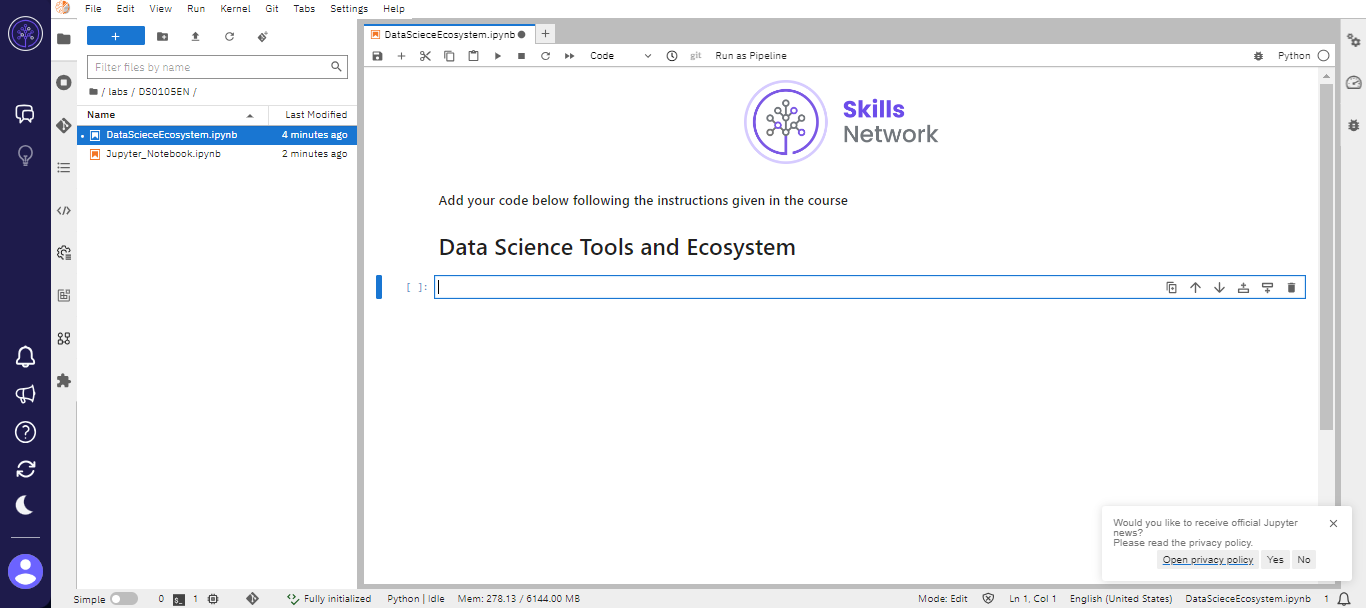 File Edit View Run Kernel Git Tabs Settings Help
+
Filter files by name
/ labs / DS0105EN /
Name Last Modified
DataScieceEcosystem.ipynb 4 minutes ago
Jupyter_Notebook.ipynb 2 minutes ago
DataScieceEcosystem.ipynb
Code git Run as Pipeline Python
Skills
Network
Add your code below following the instructions given in the course
Data Science Tools and Ecosystem
[ ]:
Would you like to receive official Jupyter
news?
Please read the privacy policy.
Open privacy policy Yes No
Simple 0 1 Fully initialized Python | Idle Mem: 278.13 / 6144.00 MB Mode: Edit Ln 1, Col 1 English (United States) DataScieceEcosystem.ipynb 1